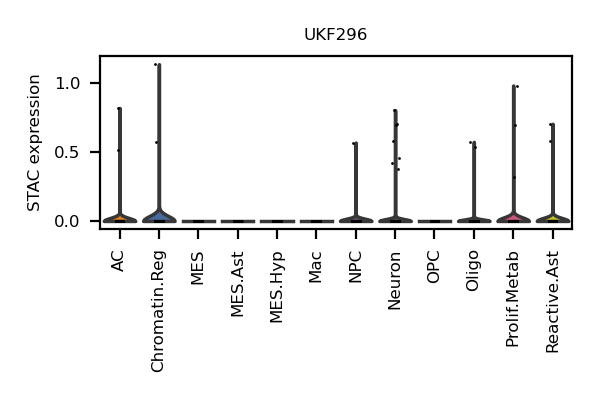 UKF296
STAC expression
1.0
0.5
0.0
AC
Chromatin.Reg
MES
MES.Ast
MES.Hyp
Mac
NPC
Neuron
OPC
Oligo
Prolif.Metab
Reactive.Ast